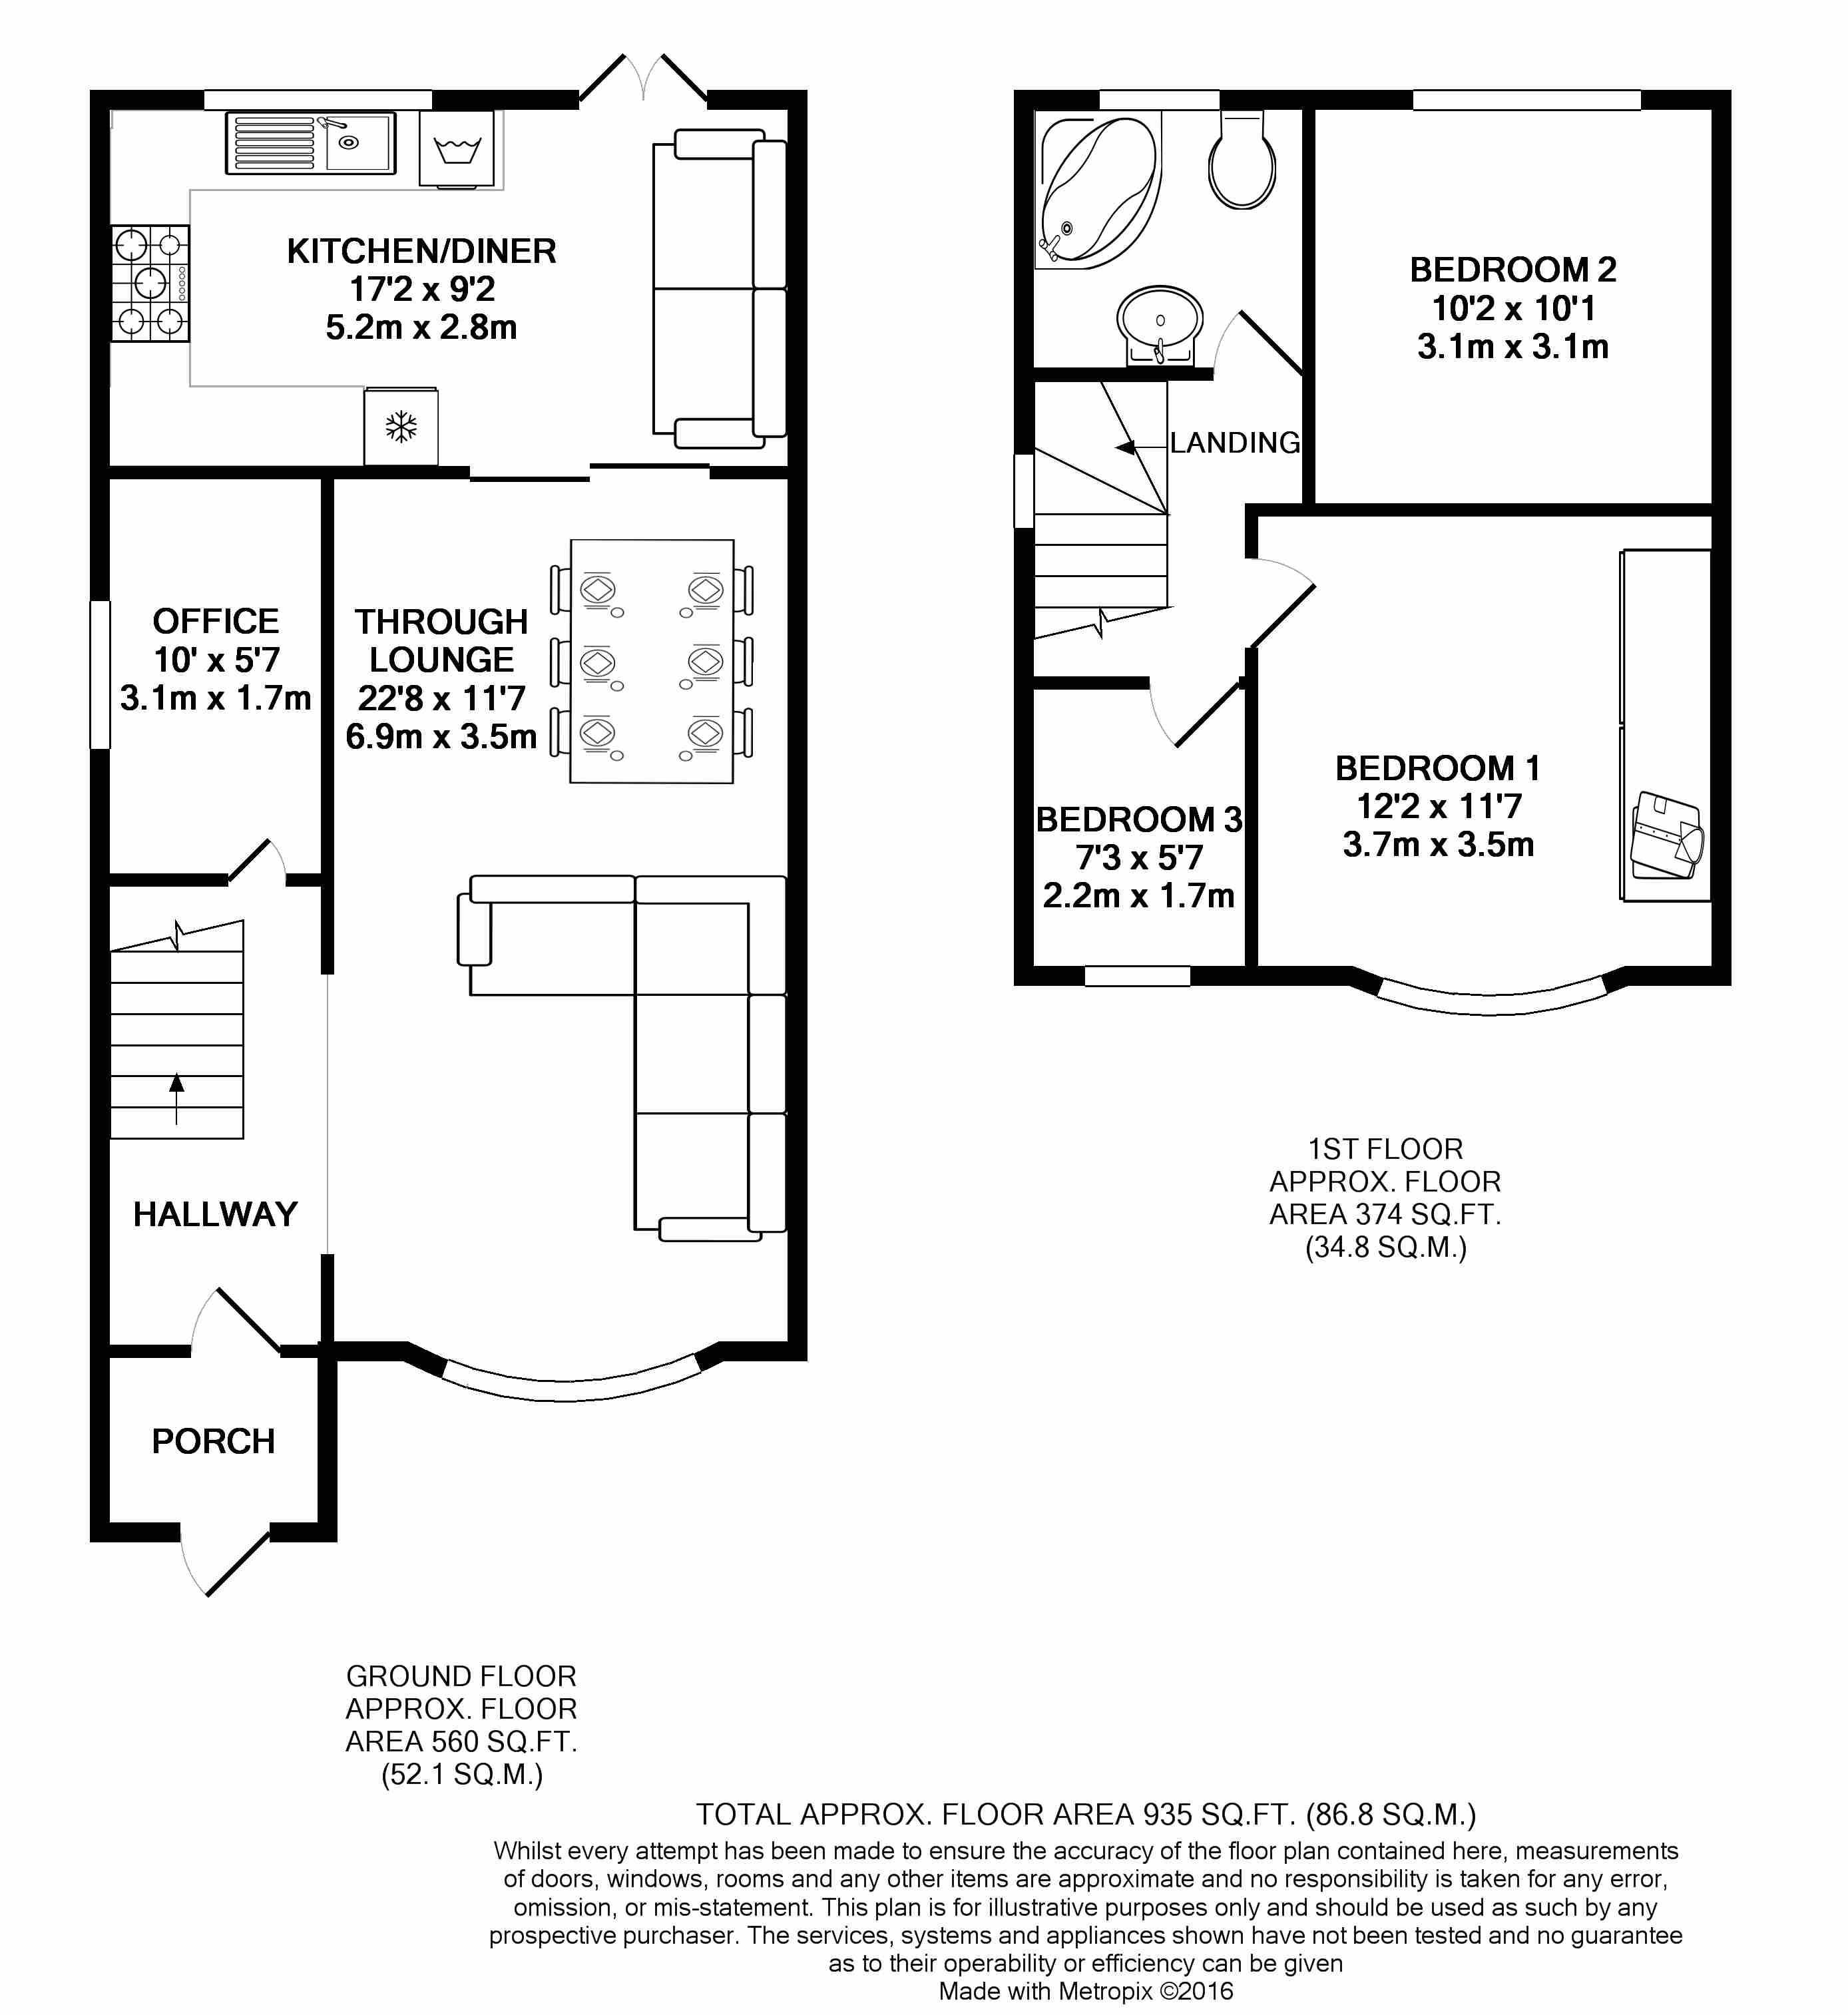 KITCHEN/DINER
17'2 x 9'2
5.2m x 2.8m
OFFICE
10' x 5'7
3.1m x 1.7m
THROUGH
LOUNGE
22'8 x 11'7
6.9m x 3.5m
HALLWAY
PORCH
GROUND FLOOR
APPROX. FLOOR
AREA 560 SQ.FT.
(52.1 SQ.M.)
BEDROOM 2
10'2 x 10'1
3.1m x 3.1m
LANDING
BEDROOM 1
12'2 x 11'7
3.7m x 3.5m
BEDROOM 3
7'3 x 5'7
2.2m x 1.7m
1ST FLOOR
APPROX. FLOOR
AREA 374 SQ.FT.
(34.8 SQ.M.)
TOTAL APPROX. FLOOR AREA 935 SQ.FT. (86.8 SQ.M.)
Whilst every attempt has been made to ensure the accuracy of the floor plan contained here, measurements
of doors, windows, rooms and any other items are approximate and no responsibility is taken for any error,
omission, or mis-statement. This plan is for illustrative purposes only and should be used as such by any
prospective purchaser. The services, systems and appliances shown have not been tested and no guarantee
as to their operability or efficiency can be given
Made with Metropix ©2016